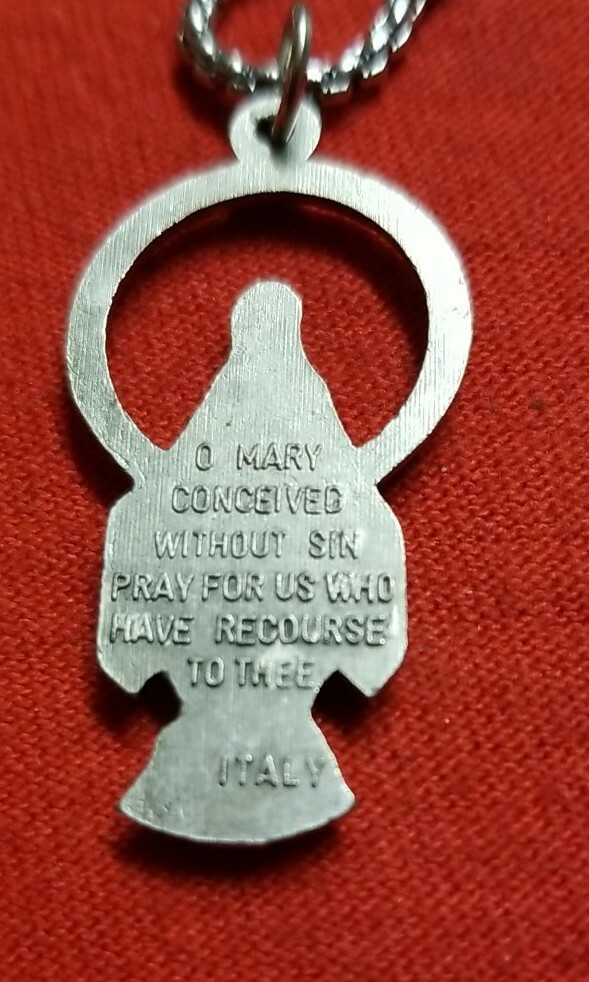 O MARY
CONCEIVED
WITHOUT SIN
PRAY FOR US WHO
HAVE RECOURSE
TO THEE
ITALY